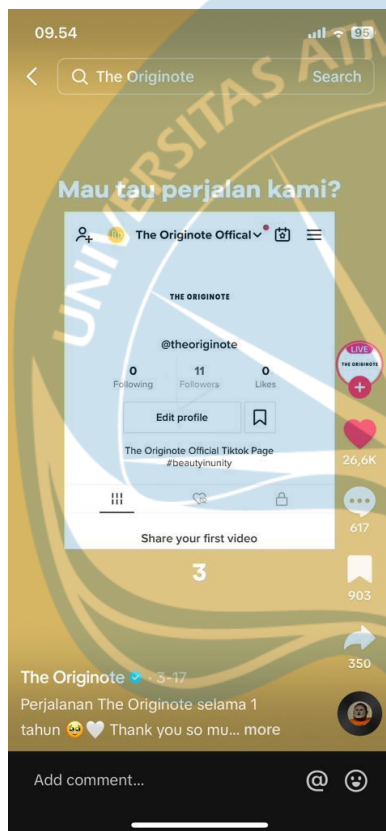 09.54
95
The Originote
Search
UNIVERSITAS ATM
Mau tau perjalan kami?
The Originote Offical
THE ORIGINOTE
@theoriginote
0 11 0
Following Followers Likes
Edit profile
The Originote Official Tiktok Page
#beautyinunity
Share your first video
3
LIVE
THE ORIGINOTE
26,6K
617
903
350
The Originote · 3-17
Perjalanan The Originote selama 1
tahun 🥹🤍 Thank you so mu... more
Add comment...
@